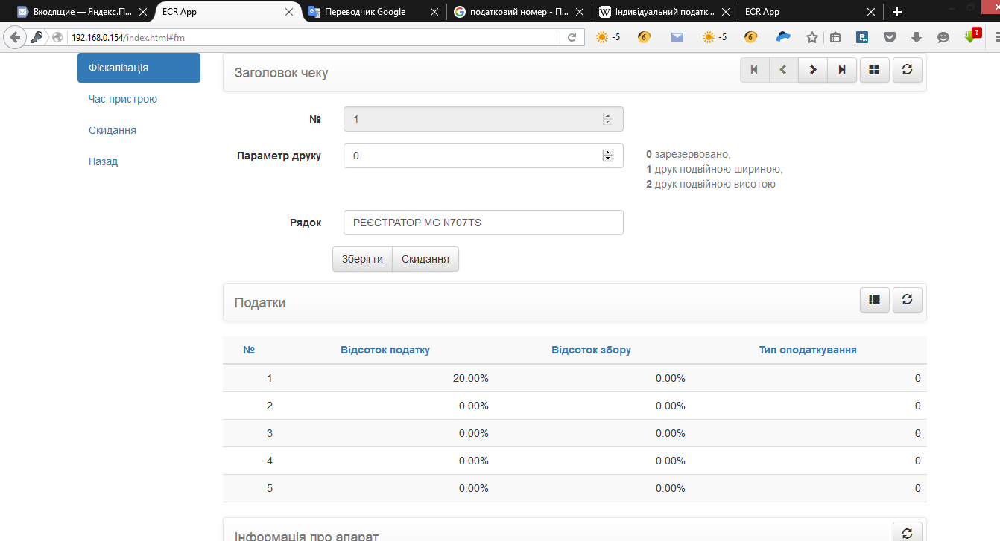 Входящие — Яндекс.П...
ECR App
Переводчик Google
податковий номер - П...
Індивідуальний податк...
ECR App
192.168.0.154/index.html#fm
-5
6
-5
6
?
Фіскалізація
Час пристрою
Скидання
Назад
Заголовок чеку
№
1
Параметр друку
0
0 зарезервовано,
1 друк подвійною шириною,
2 друк подвійною висотою
Рядок
РЕЄСТРАТОР MG N707TS
Зберігти
Скидання
Податки
№ Відсоток податку Відсоток збору Тип оподаткування
1 20.00% 0.00% 0
2 0.00% 0.00% 0
3 0.00% 0.00% 0
4 0.00% 0.00% 0
5 0.00% 0.00% 0
Інформація про апарат